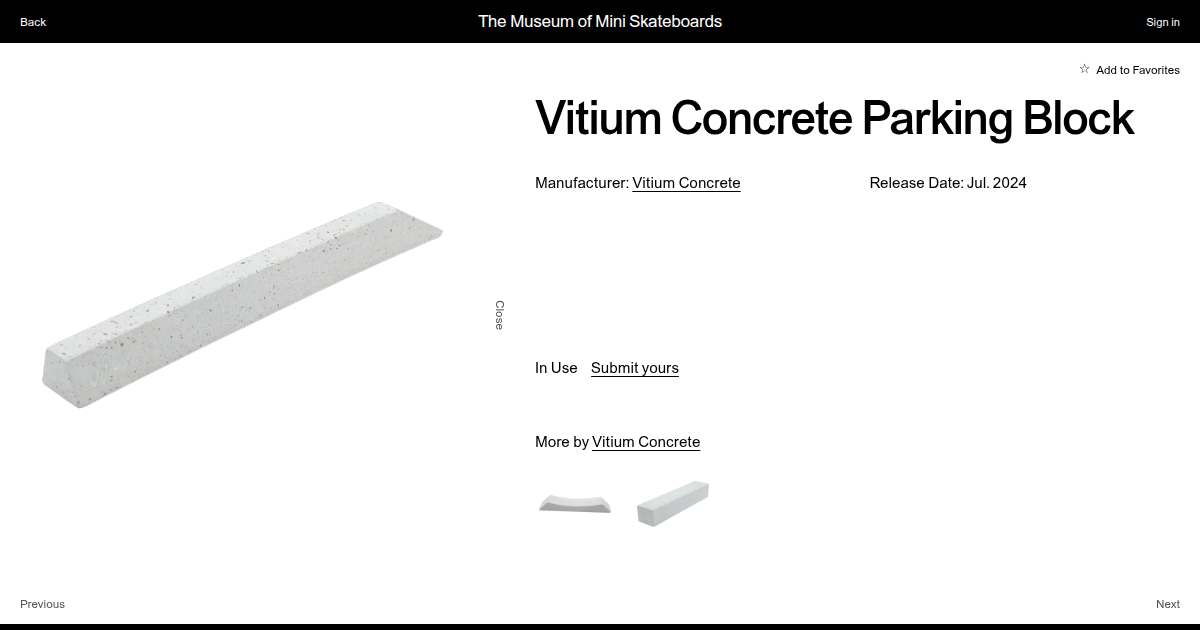 Back
The Museum of Mini Skateboards
Sign in
☆ Add to Favorites
Vitium Concrete Parking Block
Manufacturer: Vitium Concrete
Release Date: Jul. 2024
Close
In Use Submit yours
More by Vitium Concrete
Previous
Next